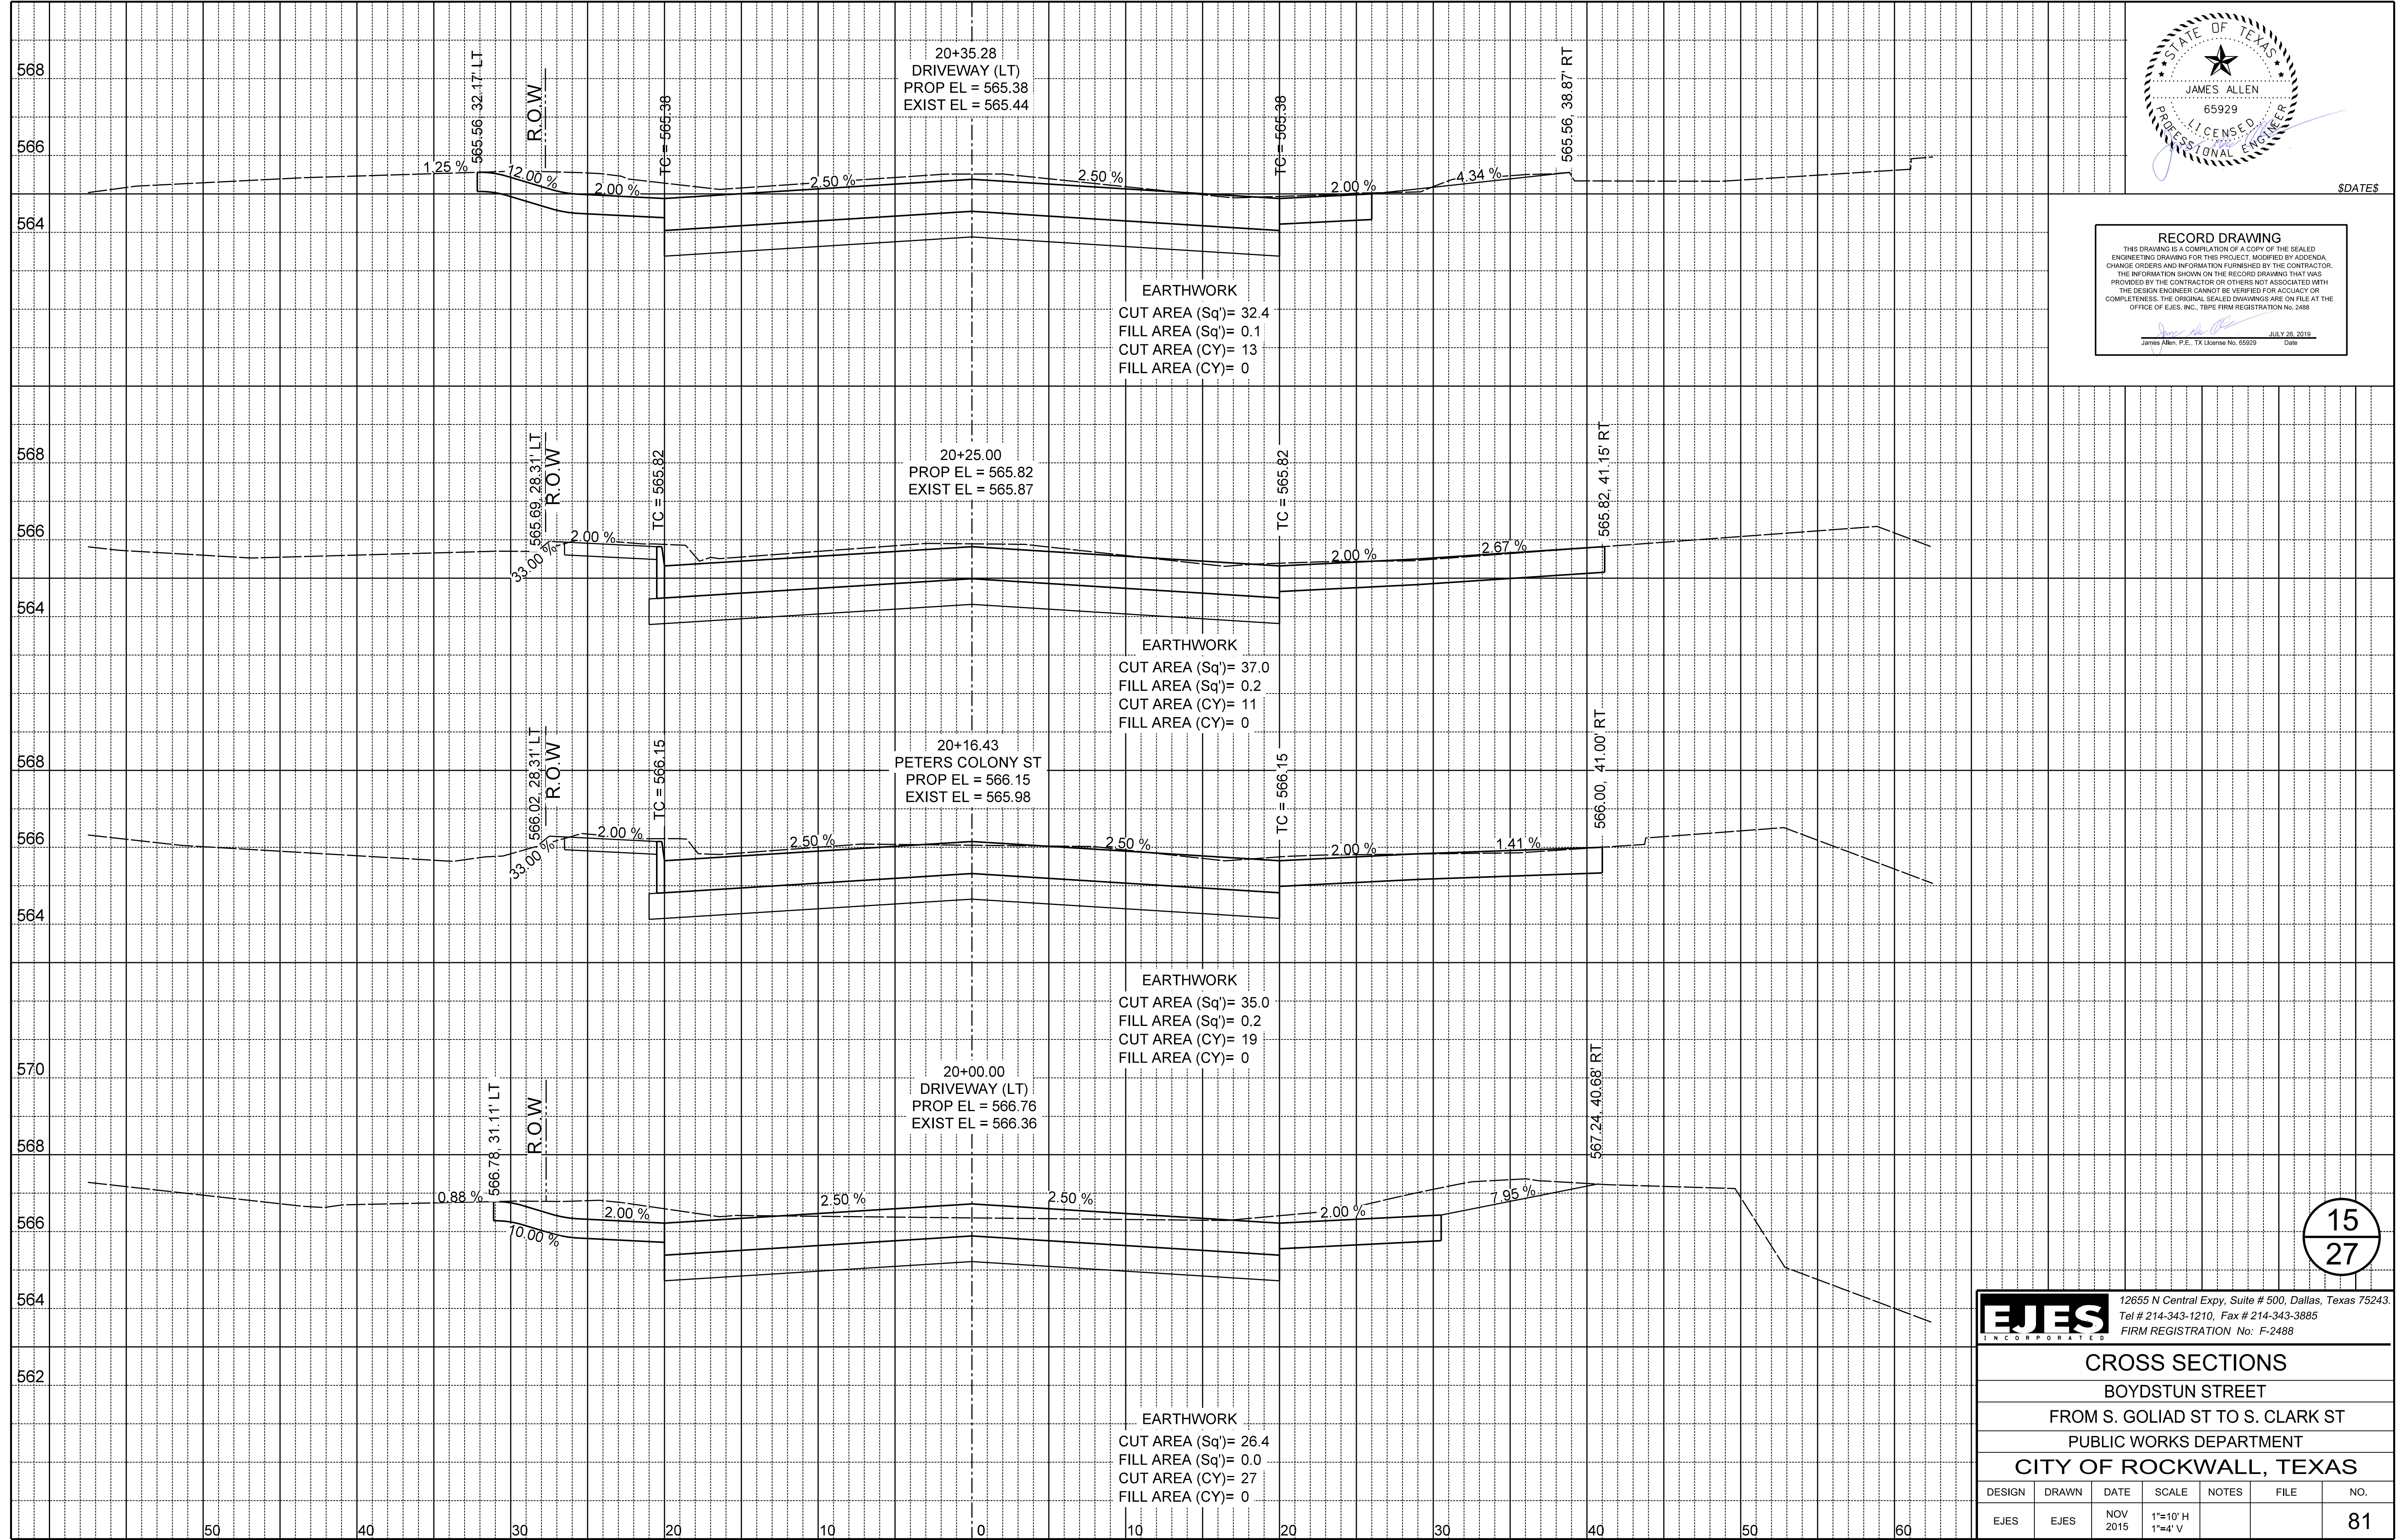 568
566
564
565.56, 32.17' LT
R.O.W
TC = 565.38
20+35.28
DRIVEWAY (LT)
PROP EL = 565.38
EXIST EL = 565.44
TC = 565.38
565.56, 38.87' RT
1.25 %
12.00 %
2.00 %
2.50 %
2.50 %
2.00 %
4.34 %
EARTHWORK
CUT AREA (Sq')= 32.4
FILL AREA (Sq')= 0.1
CUT AREA (CY)= 13
FILL AREA (CY)= 0
568
566
564
565.69, 28.31' LT
R.O.W
TC = 565.82
20+25.00
PROP EL = 565.82
EXIST EL = 565.87
TC = 565.82
565.82, 41.15' RT
33.00 %
2.00 %
2.00 %
2.67 %
EARTHWORK
CUT AREA (Sq')= 37.0
FILL AREA (Sq')= 0.2
CUT AREA (CY)= 11
FILL AREA (CY)= 0
568
566
564
566.02, 28.31' LT
R.O.W
TC = 566.15
20+16.43
PETERS COLONY ST
PROP EL = 566.15
EXIST EL = 565.98
TC = 566.15
566.00, 41.00' RT
33.00 %
2.00 %
2.50 %
2.50 %
2.00 %
1.41 %
EARTHWORK
CUT AREA (Sq')= 35.0
FILL AREA (Sq')= 0.2
CUT AREA (CY)= 19
FILL AREA (CY)= 0
570
568
566
564
562
566.78, 31.11' LT
R.O.W
20+00.00
DRIVEWAY (LT)
PROP EL = 566.76
EXIST EL = 566.36
567.24, 40.68' RT
0.88 %
10.00 %
2.00 %
2.50 %
2.50 %
2.00 %
7.95 %
EARTHWORK
CUT AREA (Sq')= 26.4
FILL AREA (Sq')= 0.0
CUT AREA (CY)= 27
FILL AREA (CY)= 0
50 40 30 20 10 0 10 20 30 40 50 60
STATE OF TEXAS
JAMES ALLEN
65929
LICENSED
PROFESSIONAL ENGINEER
$DATE$
RECORD DRAWING
THIS DRAWING IS A COMPILATION OF A COPY OF THE SEALED
ENGINEETING DRAWING FOR THIS PROJECT, MODIFIED BY ADDENDA,
CHANGE ORDERS AND INFORMATION FURNISHED BY THE CONTRACTOR.
THE INFORMATION SHOWN ON THE RECORD DRAWING THAT WAS
PROVIDED BY THE CONTRACTOR OR OTHERS NOT ASSOCIATED WITH
THE DESIGN ENGINEER CANNOT BE VERIFIED FOR ACCUACY OR
COMPLETENESS. THE ORIGINAL SEALED DWAWINGS ARE ON FILE AT THE
OFFICE OF EJES, INC., TBPE FIRM REGISTRATION No. 2488
JULY 26, 2019
James Allen, P.E., TX License No. 65929 Date
15
27
EJES
INCORPORATED
12655 N Central Expy, Suite # 500, Dallas, Texas 75243.
Tel # 214-343-1210, Fax # 214-343-3885
FIRM REGISTRATION No: F-2488
CROSS SECTIONS
BOYDSTUN STREET
FROM S. GOLIAD ST TO S. CLARK ST
PUBLIC WORKS DEPARTMENT
CITY OF ROCKWALL, TEXAS
DESIGN DRAWN DATE SCALE NOTES FILE NO.
EJES EJES NOV 2015 1"=10' H 1"=4' V 81